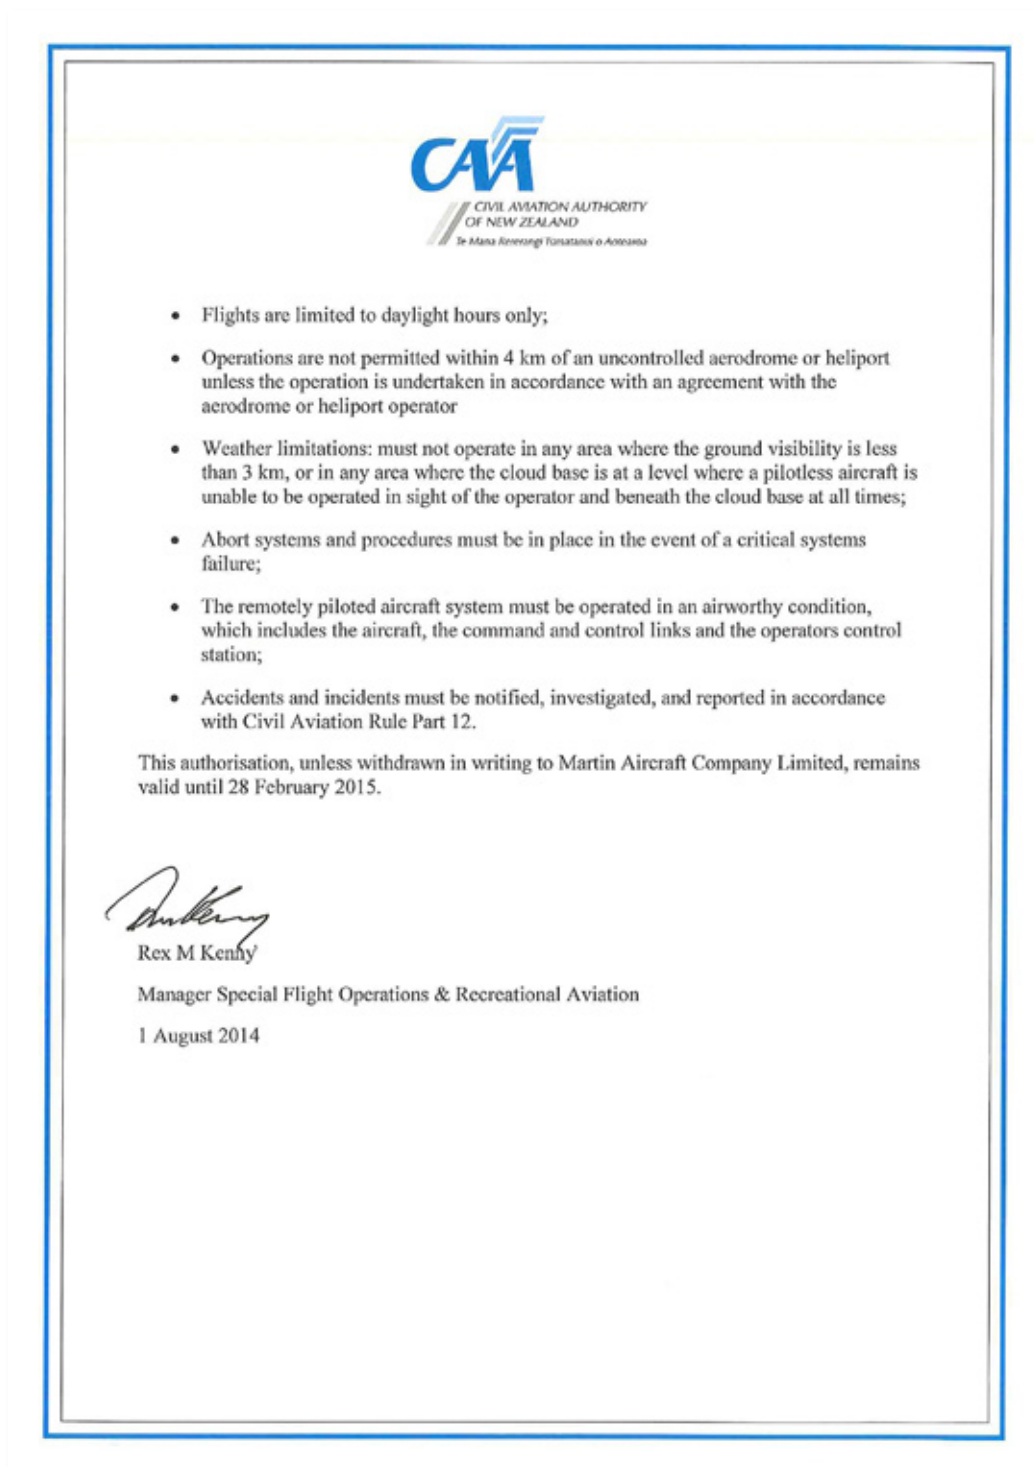 CAA
CIVIL AVIATION AUTHORITY
OF NEW ZEALAND
Te Mana Rererangi Tūmatanui o Aotearoa
• Flights are limited to daylight hours only;
• Operations are not permitted within 4 km of an uncontrolled aerodrome or heliport
unless the operation is undertaken in accordance with an agreement with the
aerodrome or heliport operator
• Weather limitations: must not operate in any area where the ground visibility is less
than 3 km, or in any area where the cloud base is at a level where a pilotless aircraft is
unable to be operated in sight of the operator and beneath the cloud base at all times;
• Abort systems and procedures must be in place in the event of a critical systems
failure;
• The remotely piloted aircraft system must be operated in an airworthy condition,
which includes the aircraft, the command and control links and the operators control
station;
• Accidents and incidents must be notified, investigated, and reported in accordance
with Civil Aviation Rule Part 12.
This authorisation, unless withdrawn in writing to Martin Aircraft Company Limited, remains
valid until 28 February 2015.
Rex M Kenny
Manager Special Flight Operations & Recreational Aviation
1 August 2014